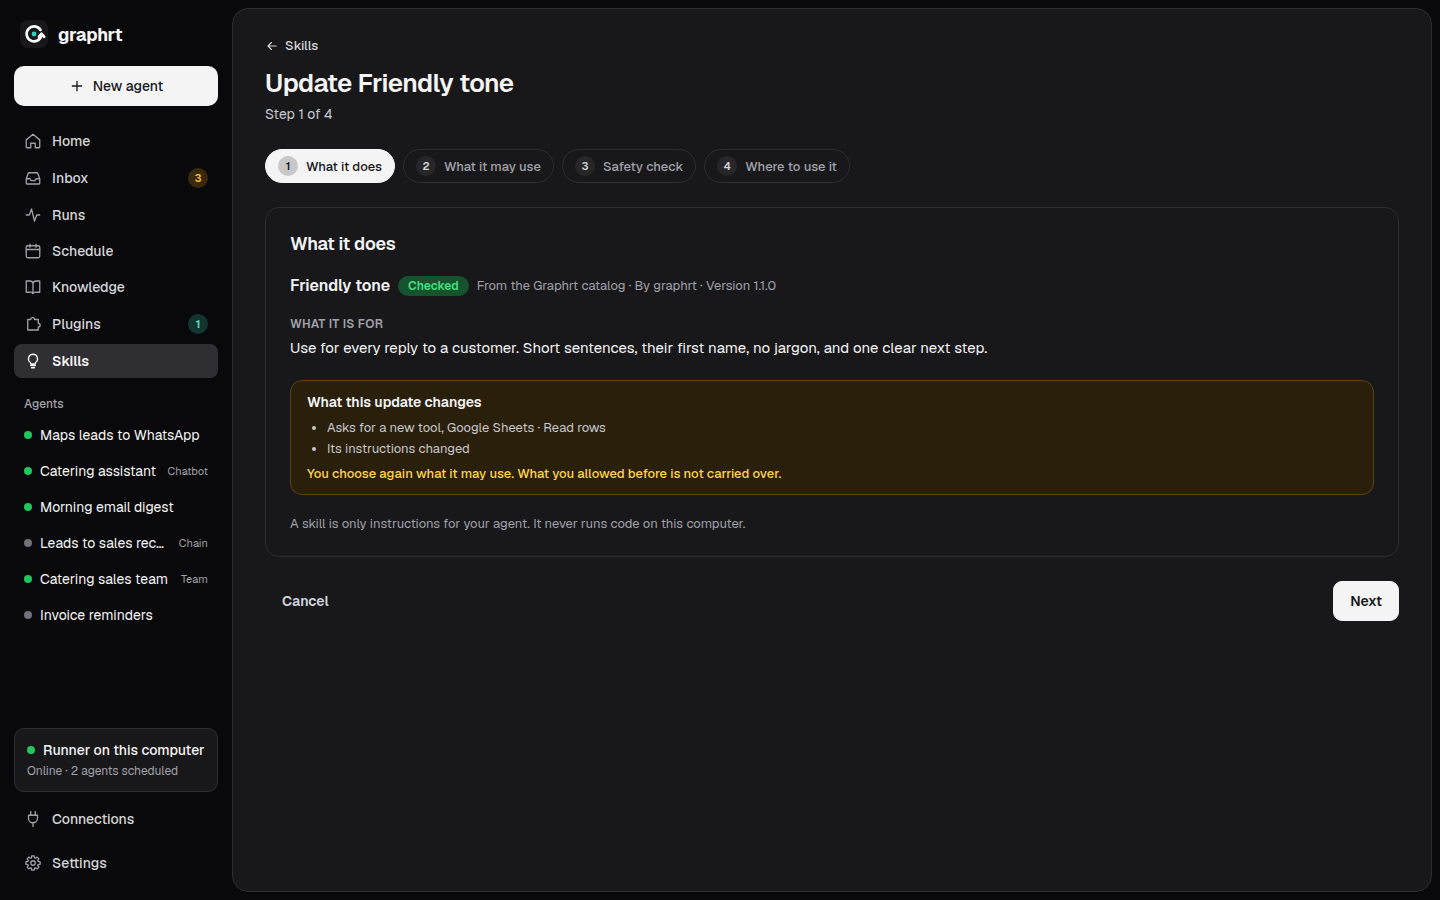 graphrt
New agent
Home
Inbox 3
Runs
Schedule
Knowledge
Plugins 1
Skills
Agents
Maps leads to WhatsApp
Catering assistant Chatbot
Morning email digest
Leads to sales rec... Chain
Catering sales team Team
Invoice reminders
Runner on this computer
Online · 2 agents scheduled
Connections
Settings
Skills
Update Friendly tone
Step 1 of 4
1 What it does 2 What it may use 3 Safety check 4 Where to use it
What it does
Friendly tone Checked From the Graphrt catalog · By graphrt · Version 1.1.0
WHAT IT IS FOR
Use for every reply to a customer. Short sentences, their first name, no jargon, and one clear next step.
What this update changes
• Asks for a new tool, Google Sheets · Read rows
• Its instructions changed
You choose again what it may use. What you allowed before is not carried over.
A skill is only instructions for your agent. It never runs code on this computer.
Cancel Next